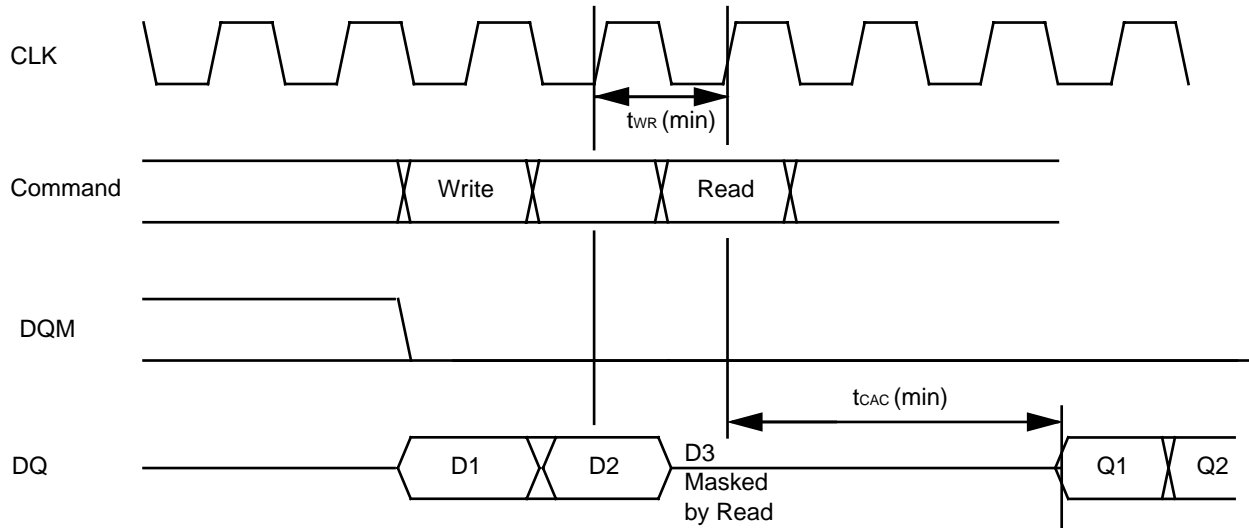 CLK
tWR (min)
Command
Write
Read
DQM
tCAC (min)
DQ
D1
D2
D3
Masked
by Read
Q1
Q2